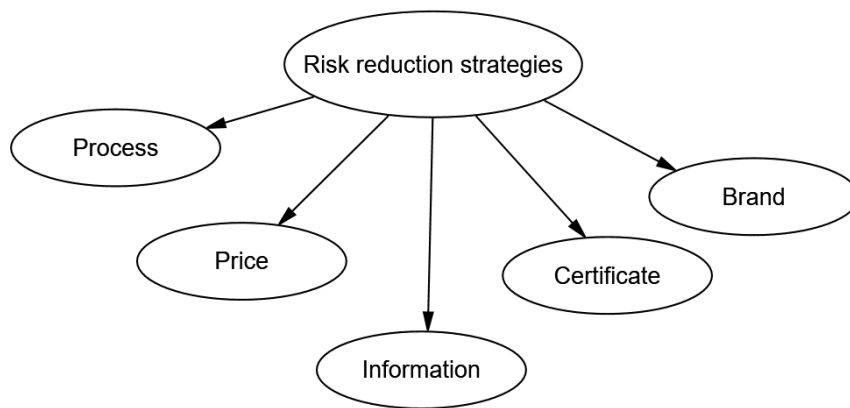 Risk reduction strategies
Process
Brand
Price
Certificate
Information